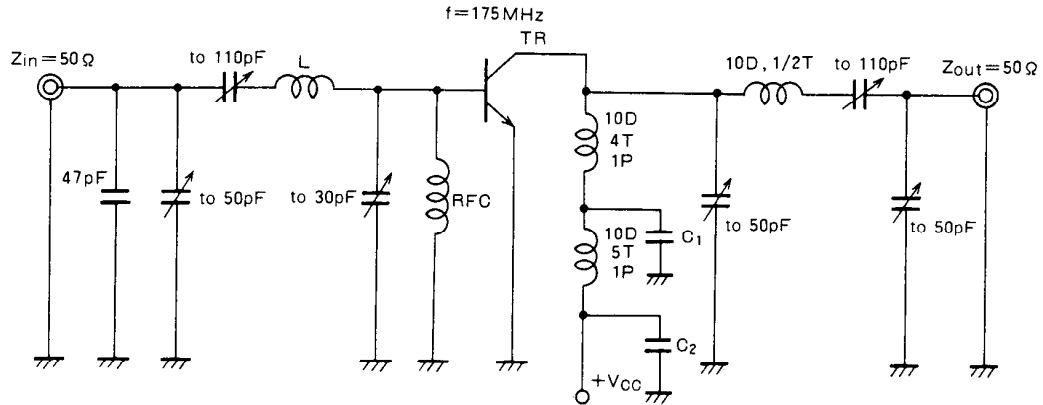 f=175MHz
TR
Zin=50Ω
to 110pF
L
10D, 1/2T
to 110pF
Zout=50Ω
10D
4T
1P
47pF
to 50pF
to 30pF
RFC
10D
5T
1P
C1
to 50pF
to 50pF
C2
+VCC